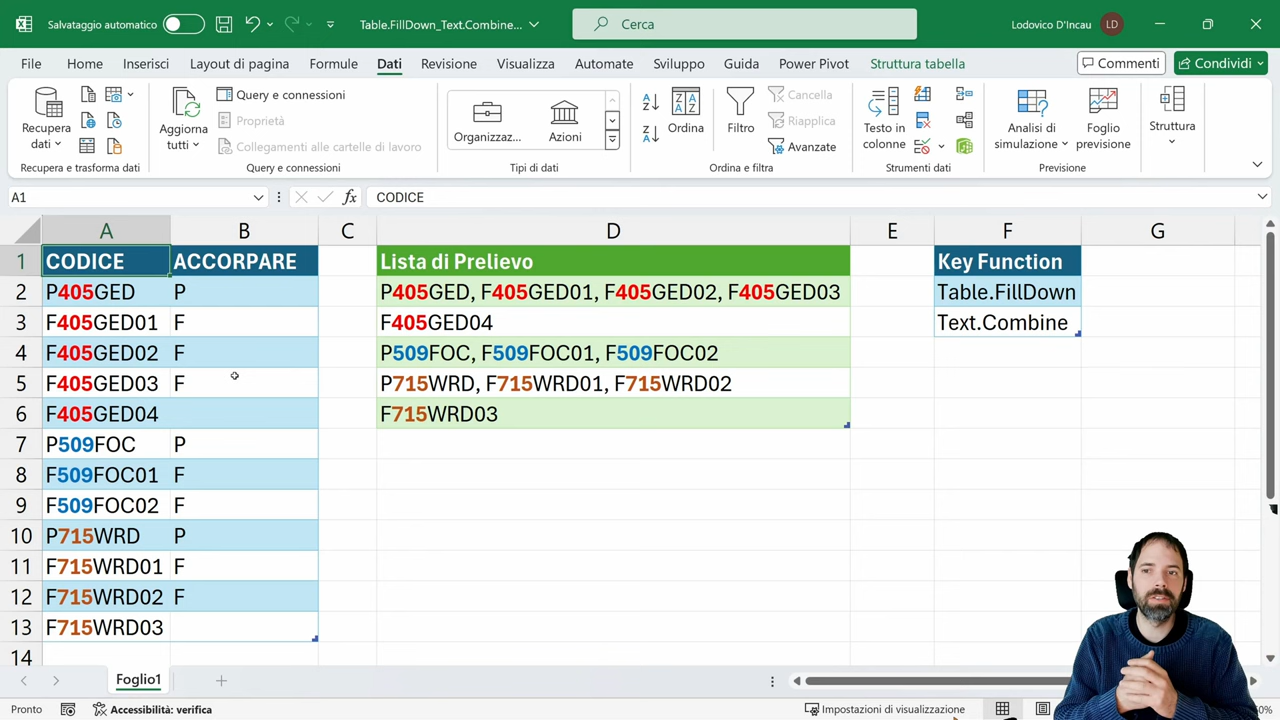 Salvataggio automatico
Table.FillDown_Text.Combine...
Cerca
Lodovico D'Incau
LD
File Home Inserisci Layout di pagina Formule Dati Revisione Visualizza Automate Sviluppo Guida Power Pivot Struttura tabella
Commenti
Condividi
Recupera dati
Aggiorna tutti
Query e connessioni
Proprietà
Collegamenti alle cartelle di lavoro
Organizzaz...
Azioni
Ordina
Filtro
Cancella
Riapplica
Avanzate
Testo in colonne
Analisi di simulazione
Foglio previsione
Struttura
Recupera e trasforma dati
Query e connessioni
Tipi di dati
Ordina e filtra
Strumenti dati
Previsione
A1
fx
CODICE
A B C D E F G
1 CODICE ACCORPARE Lista di Prelievo Key Function
2 P405GED P P405GED, F405GED01, F405GED02, F405GED03 Table.FillDown
3 F405GED01 F F405GED04 Text.Combine
4 F405GED02 F P509FOC, F509FOC01, F509FOC02
5 F405GED03 F P715WRD, F715WRD01, F715WRD02
6 F405GED04 F715WRD03
7 P509FOC P
8 F509FOC01 F
9 F509FOC02 F
10 P715WRD P
11 F715WRD01 F
12 F715WRD02 F
13 F715WRD03
14
Foglio1
Pronto
Accessibilità: verifica
Impostazioni di visualizzazione